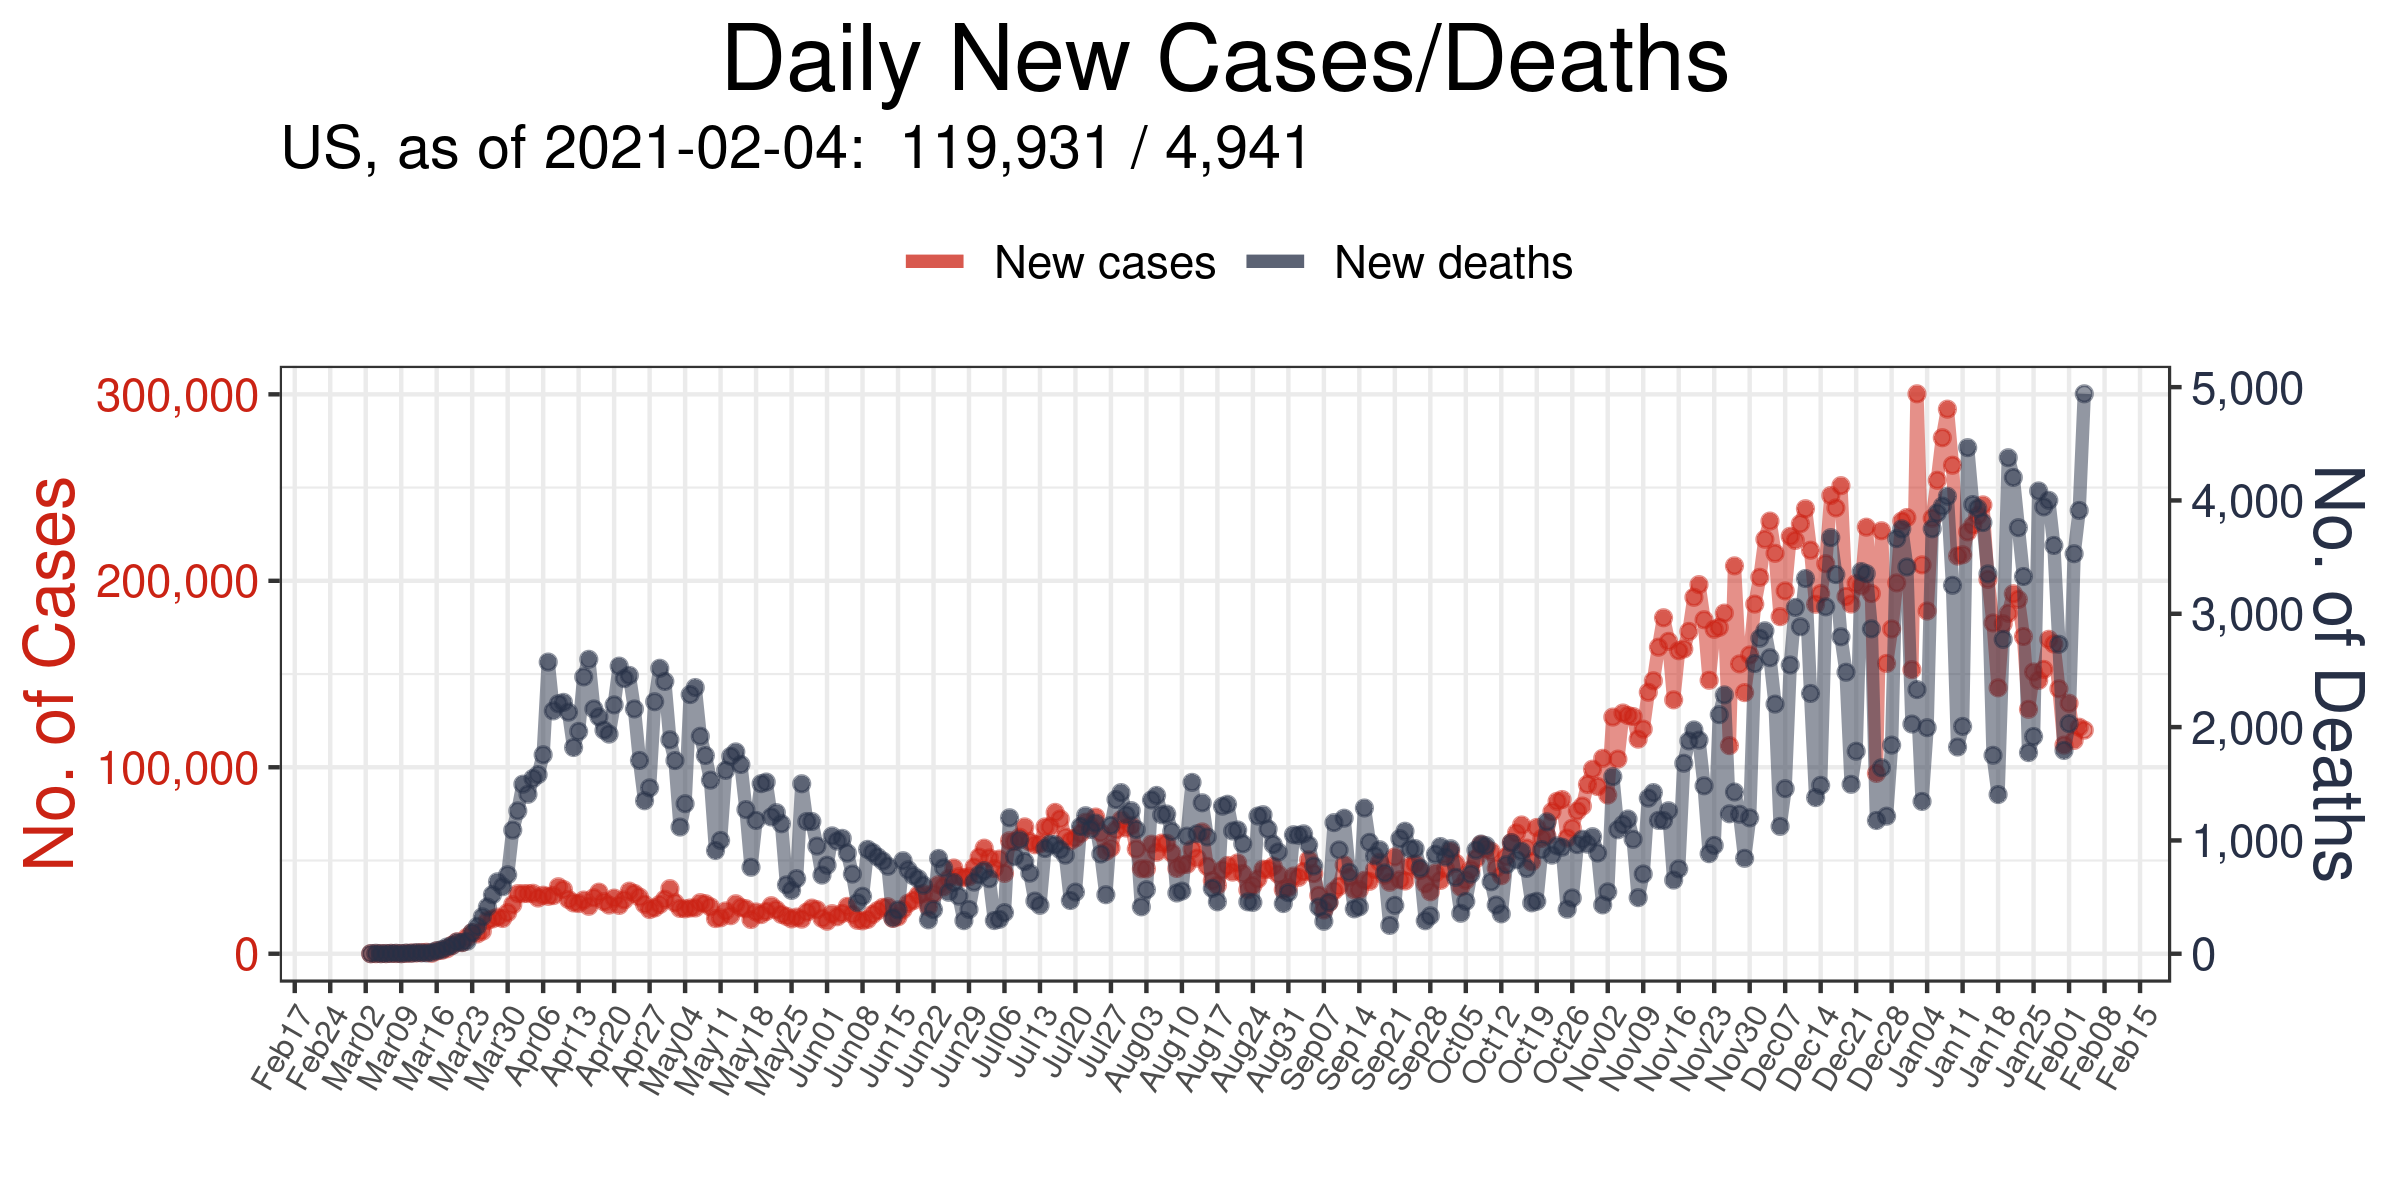 Daily New Cases/Deaths
US, as of 2021-02-04:  119,931 / 4,941
New cases
New deaths
No. of Cases
300,000
200,000
100,000
0
5,000
4,000
3,000
2,000
1,000
0
No. of Deaths
Feb17
Feb24
Mar02
Mar09
Mar16
Mar23
Mar30
Apr06
Apr13
Apr20
Apr27
May04
May11
May18
May25
Jun01
Jun08
Jun15
Jun22
Jun29
Jul06
Jul13
Jul20
Jul27
Aug03
Aug10
Aug17
Aug24
Aug31
Sep07
Sep14
Sep21
Sep28
Oct05
Oct12
Oct19
Oct26
Nov02
Nov09
Nov16
Nov23
Nov30
Dec07
Dec14
Dec21
Dec28
Jan04
Jan11
Jan18
Jan25
Feb01
Feb08
Feb15